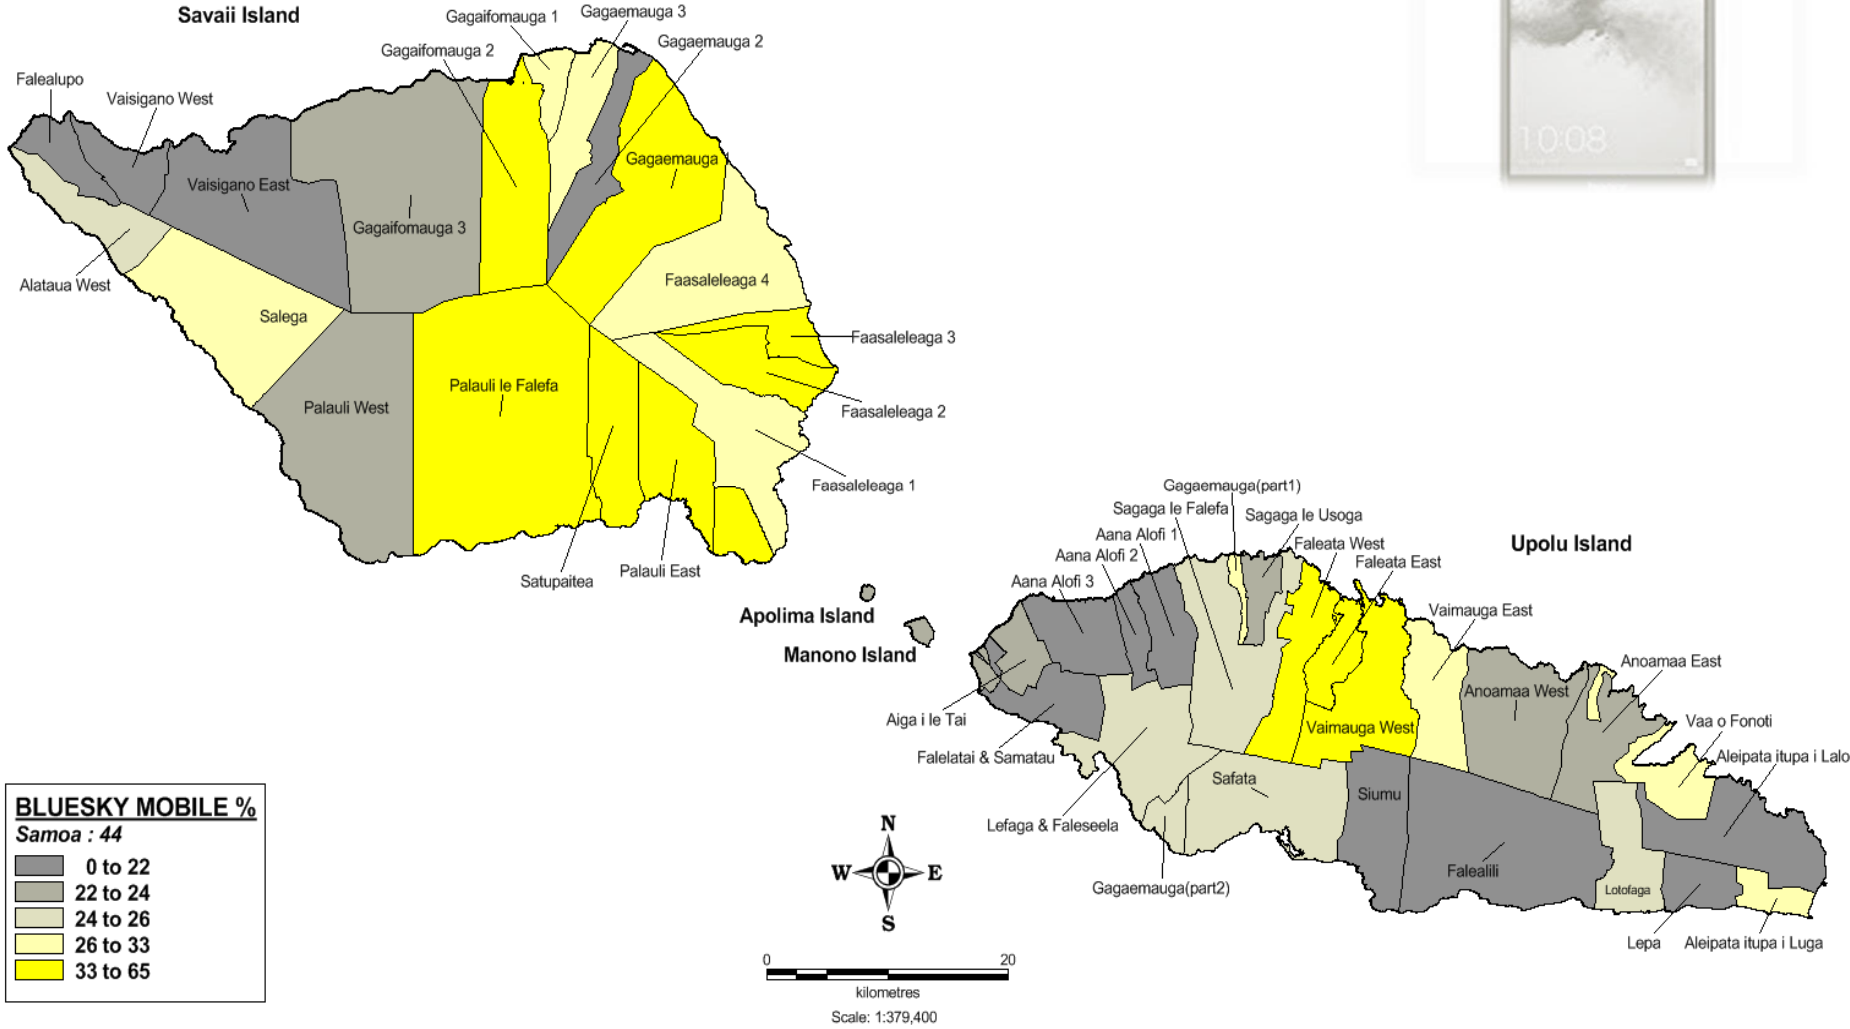 Savaii Island
Gagaifomauga 1
Gagaemauga 3
Gagaifomauga 2
Gagaemauga 2
Falealupo
Vaisigano West
Vaisigano East
Gagaemauga 1
Gagaifomauga 3
Alataua West
Salega
Faasaleleaga 4
Faasaleleaga 3
Palauli le Falefa
Palauli West
Faasaleleaga 2
Faasaleleaga 1
Satupaitea
Palauli East
10:08
Apolima Island
Manono Island
Upolu Island
Gagaemauga(part1)
Sagaga le Falefa
Sagaga le Usoga
Aana Alofi 1
Faleata West
Aana Alofi 2
Faleata East
Aana Alofi 3
Vaimauga East
Anoamaa East
Anoamaa West
Aiga i le Tai
Vaimauga West
Vaa o Fonoti
Falelatai & Samatau
Aleipata itupa i Lalo
Safata
Siumu
Lefaga & Faleseela
Falealili
Gagaemauga(part2)
Lotofaga
Lepa
Aleipata itupa i Luga
BLUESKY MOBILE %
Samoa : 44
0 to 22
22 to 24
24 to 26
26 to 33
33 to 65
N
W
E
S
0
20
kilometres
Scale: 1:379,400